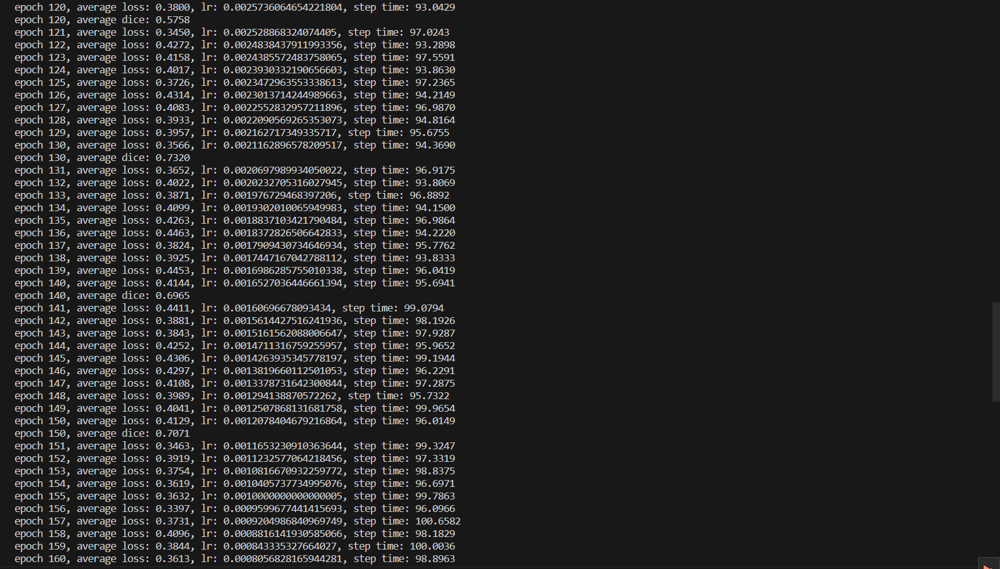 epoch 120, average loss: 0.3800, lr: 0.0025736064654221804, step time: 93.0429
epoch 120, average dice: 0.5758
epoch 121, average loss: 0.3450, lr: 0.002528868324074405, step time: 97.0243
epoch 122, average loss: 0.4272, lr: 0.0024838437911993356, step time: 93.2898
epoch 123, average loss: 0.4158, lr: 0.0024385572483758065, step time: 97.5591
epoch 124, average loss: 0.4017, lr: 0.0023930332190656603, step time: 93.8630
epoch 125, average loss: 0.3726, lr: 0.0023472963553338613, step time: 97.2365
epoch 126, average loss: 0.4314, lr: 0.0023013714244989663, step time: 94.2149
epoch 127, average loss: 0.4083, lr: 0.0022552832957211896, step time: 96.9870
epoch 128, average loss: 0.3933, lr: 0.0022090569265353073, step time: 94.8164
epoch 129, average loss: 0.3957, lr: 0.002162717349335717, step time: 95.6755
epoch 130, average loss: 0.3566, lr: 0.0021162896578209517, step time: 94.3690
epoch 130, average dice: 0.7320
epoch 131, average loss: 0.3652, lr: 0.0020697989934050022, step time: 96.9175
epoch 132, average loss: 0.4022, lr: 0.0020232705316027945, step time: 93.8069
epoch 133, average loss: 0.3871, lr: 0.001976729468397206, step time: 96.8892
epoch 134, average loss: 0.4099, lr: 0.0019302010065949983, step time: 94.1500
epoch 135, average loss: 0.4263, lr: 0.0018837103421790484, step time: 96.9864
epoch 136, average loss: 0.4463, lr: 0.0018372826506642833, step time: 94.2220
epoch 137, average loss: 0.3824, lr: 0.0017909430734646934, step time: 95.7762
epoch 138, average loss: 0.3925, lr: 0.0017447167042788112, step time: 93.8333
epoch 139, average loss: 0.4453, lr: 0.0016986285755010338, step time: 96.0419
epoch 140, average loss: 0.4144, lr: 0.0016527036446661394, step time: 95.6941
epoch 140, average dice: 0.6965
epoch 141, average loss: 0.4411, lr: 0.00160696678093434, step time: 99.0794
epoch 142, average loss: 0.3881, lr: 0.0015614427516241936, step time: 98.1926
epoch 143, average loss: 0.3843, lr: 0.0015161562088006647, step time: 97.9287
epoch 144, average loss: 0.4252, lr: 0.0014711316759255957, step time: 95.9652
epoch 145, average loss: 0.4306, lr: 0.0014263935345778197, step time: 99.1944
epoch 146, average loss: 0.4297, lr: 0.0013819660112501053, step time: 96.2291
epoch 147, average loss: 0.4108, lr: 0.0013378731642300844, step time: 97.2875
epoch 148, average loss: 0.3989, lr: 0.001294138870572262, step time: 95.7322
epoch 149, average loss: 0.4041, lr: 0.0012507868131681758, step time: 99.9654
epoch 150, average loss: 0.4129, lr: 0.0012078404679216864, step time: 96.0149
epoch 150, average dice: 0.7071
epoch 151, average loss: 0.3463, lr: 0.0011653230910363644, step time: 99.3247
epoch 152, average loss: 0.3919, lr: 0.0011232577064218456, step time: 97.3319
epoch 153, average loss: 0.3754, lr: 0.0010816670932259772, step time: 98.8375
epoch 154, average loss: 0.3619, lr: 0.0010405737734995076, step time: 96.6971
epoch 155, average loss: 0.3632, lr: 0.0010000000000000005, step time: 99.7863
epoch 156, average loss: 0.3397, lr: 0.0009599677441415693, step time: 96.0966
epoch 157, average loss: 0.3731, lr: 0.0009204986840969749, step time: 100.6582
epoch 158, average loss: 0.4096, lr: 0.0008816141930585066, step time: 98.1829
epoch 159, average loss: 0.3844, lr: 0.000843335327664027, step time: 100.0036
epoch 160, average loss: 0.3613, lr: 0.0008056828165944281, step time: 98.8963